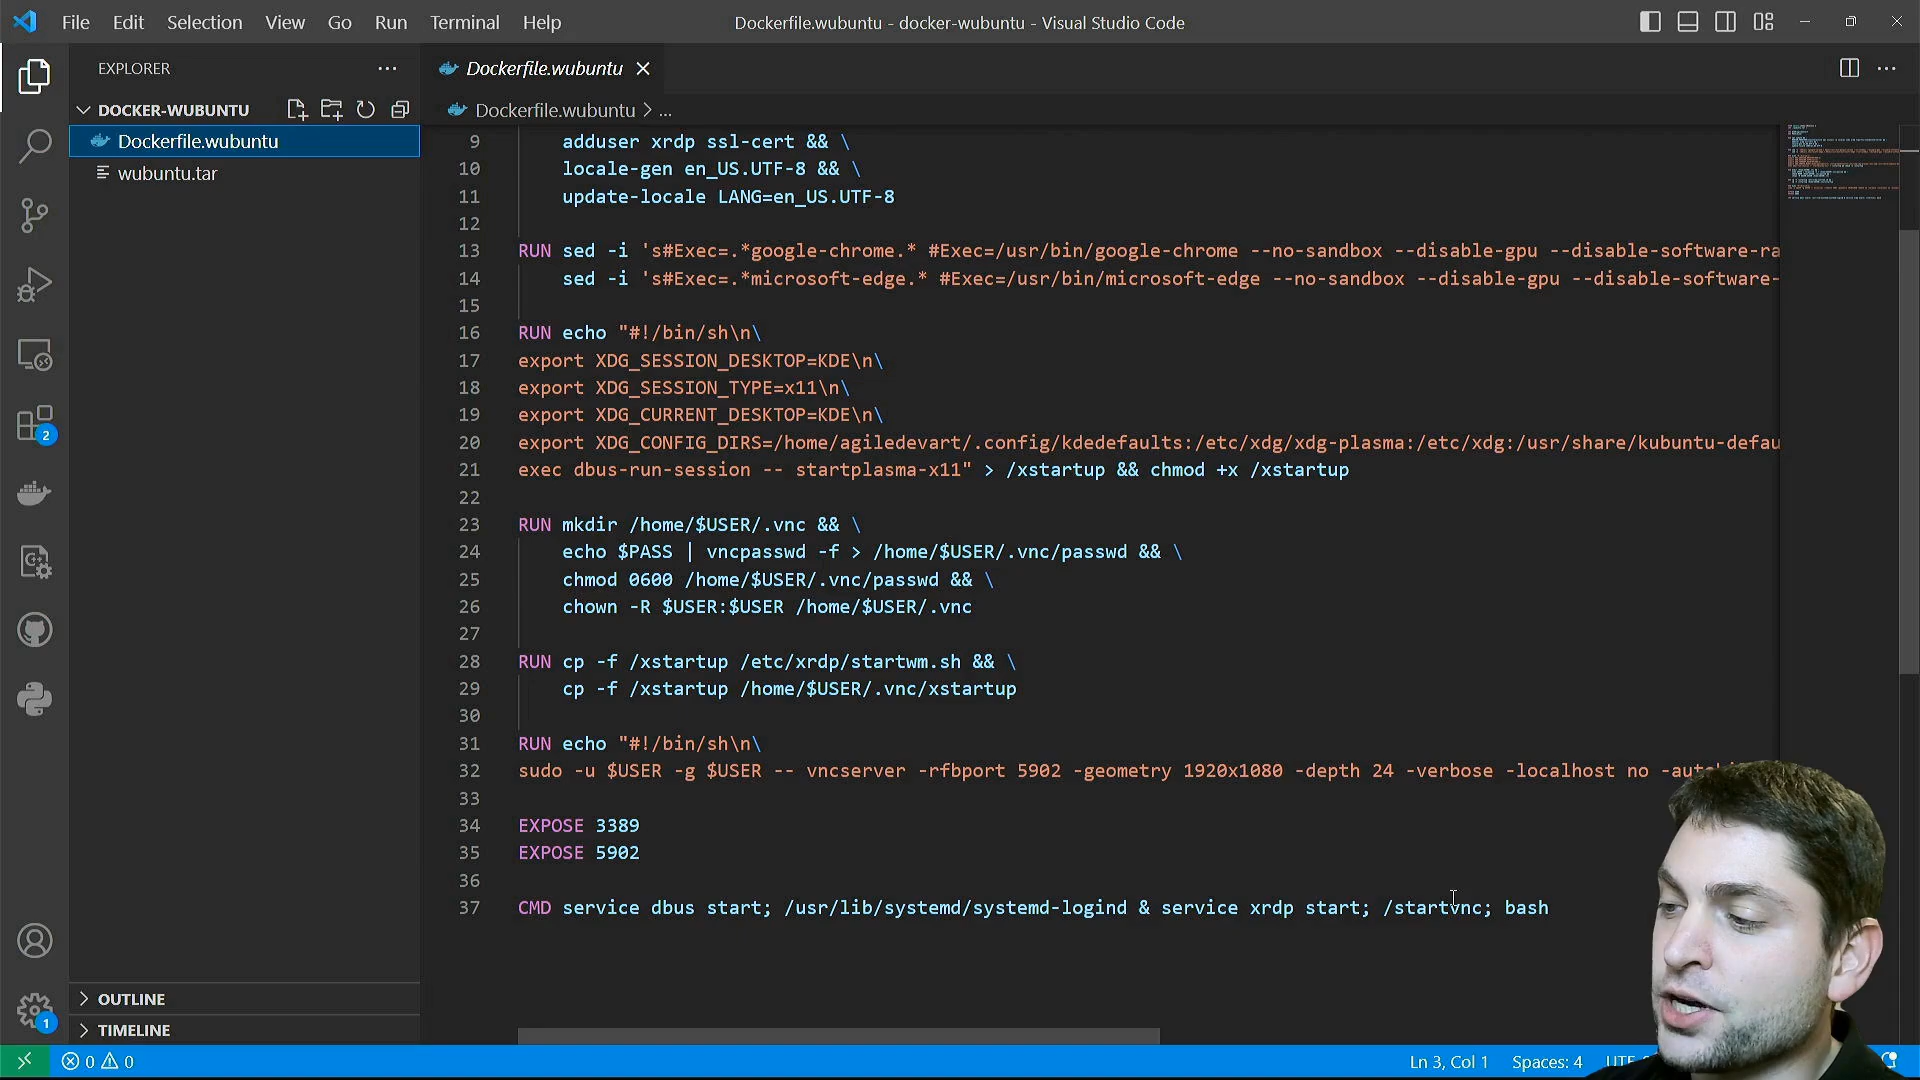 File Edit Selection View Go Run Terminal Help
Dockerfile.wubuntu - docker-wubuntu - Visual Studio Code
EXPLORER
DOCKER-WUBUNTU
Dockerfile.wubuntu
wubuntu.tar
OUTLINE
TIMELINE
2
1
Dockerfile.wubuntu
Dockerfile.wubuntu > ...
9 adduser xrdp ssl-cert && \
10 locale-gen en_US.UTF-8 && \
11 update-locale LANG=en_US.UTF-8
12
13 RUN sed -i 's#Exec=.*google-chrome.* #Exec=/usr/bin/google-chrome --no-sandbox --disable-gpu --disable-software-ra
14 sed -i 's#Exec=.*microsoft-edge.* #Exec=/usr/bin/microsoft-edge --no-sandbox --disable-gpu --disable-software-
15
16 RUN echo "#!/bin/sh\n\
17 export XDG_SESSION_DESKTOP=KDE\n\
18 export XDG_SESSION_TYPE=x11\n\
19 export XDG_CURRENT_DESKTOP=KDE\n\
20 export XDG_CONFIG_DIRS=/home/agiledevart/.config/kdedefaults:/etc/xdg/xdg-plasma:/etc/xdg:/usr/share/kubuntu-defau
21 exec dbus-run-session -- startplasma-x11" > /xstartup && chmod +x /xstartup
22
23 RUN mkdir /home/$USER/.vnc && \
24 echo $PASS | vncpasswd -f > /home/$USER/.vnc/passwd && \
25 chmod 0600 /home/$USER/.vnc/passwd && \
26 chown -R $USER:$USER /home/$USER/.vnc
27
28 RUN cp -f /xstartup /etc/xrdp/startwm.sh && \
29 cp -f /xstartup /home/$USER/.vnc/xstartup
30
31 RUN echo "#!/bin/sh\n\
32 sudo -u $USER -g $USER -- vncserver -rfbport 5902 -geometry 1920x1080 -depth 24 -verbose -localhost no
33
34 EXPOSE 3389
35 EXPOSE 5902
36
37 CMD service dbus start; /usr/lib/systemd/systemd-logind & service xrdp start; /startvnc; bash
0 0
Ln 3, Col 1 Spaces: 4